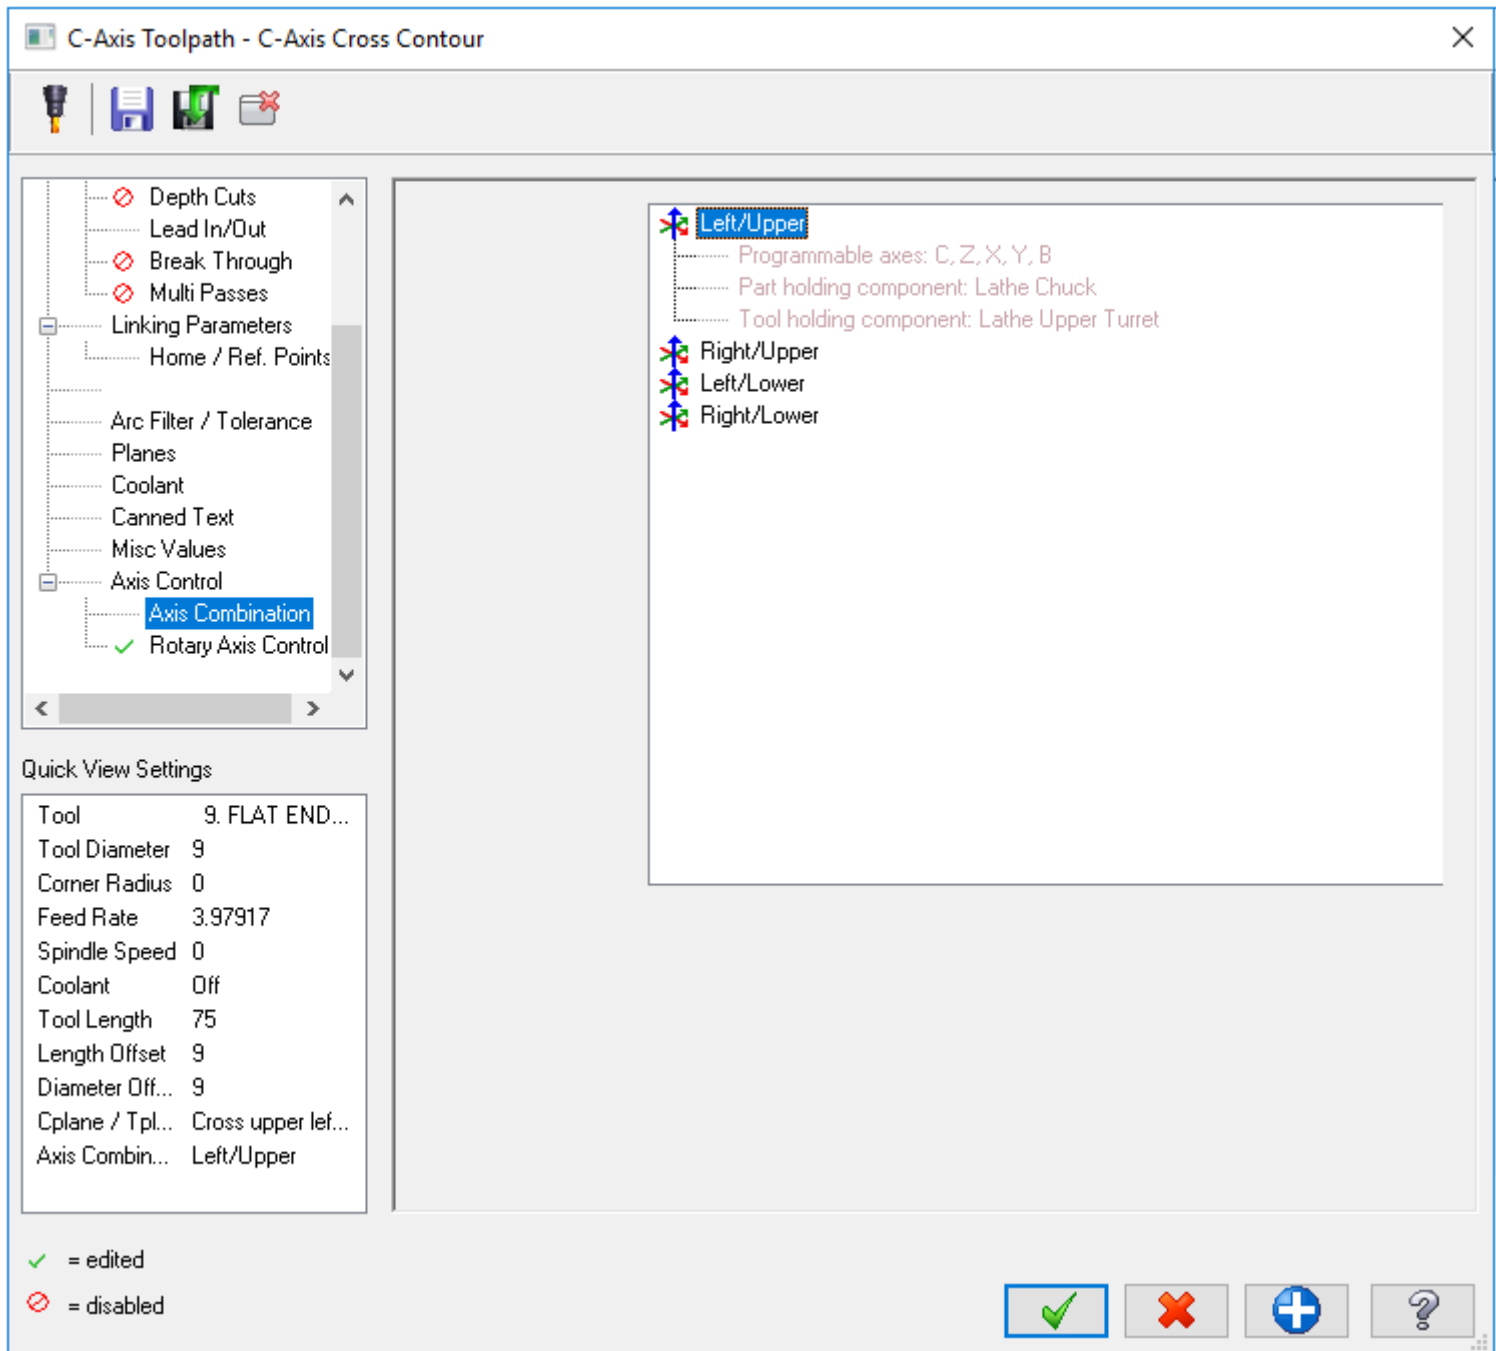 C-Axis Toolpath - C-Axis Cross Contour
Depth Cuts
Lead In/Out
Break Through
Multi Passes
Linking Parameters
Home / Ref. Points
Arc Filter / Tolerance
Planes
Coolant
Canned Text
Misc Values
Axis Control
Axis Combination
Rotary Axis Control
Left/Upper
Programmable axes: C, Z, X, Y, B
Part holding component: Lathe Chuck
Tool holding component: Lathe Upper Turret
Right/Upper
Left/Lower
Right/Lower
Quick View Settings
Tool 9. FLAT END...
Tool Diameter 9
Corner Radius 0
Feed Rate 3.97917
Spindle Speed 0
Coolant Off
Tool Length 75
Length Offset 9
Diameter Off... 9
Cplane / Tpl... Cross upper lef...
Axis Combin... Left/Upper
= edited
= disabled